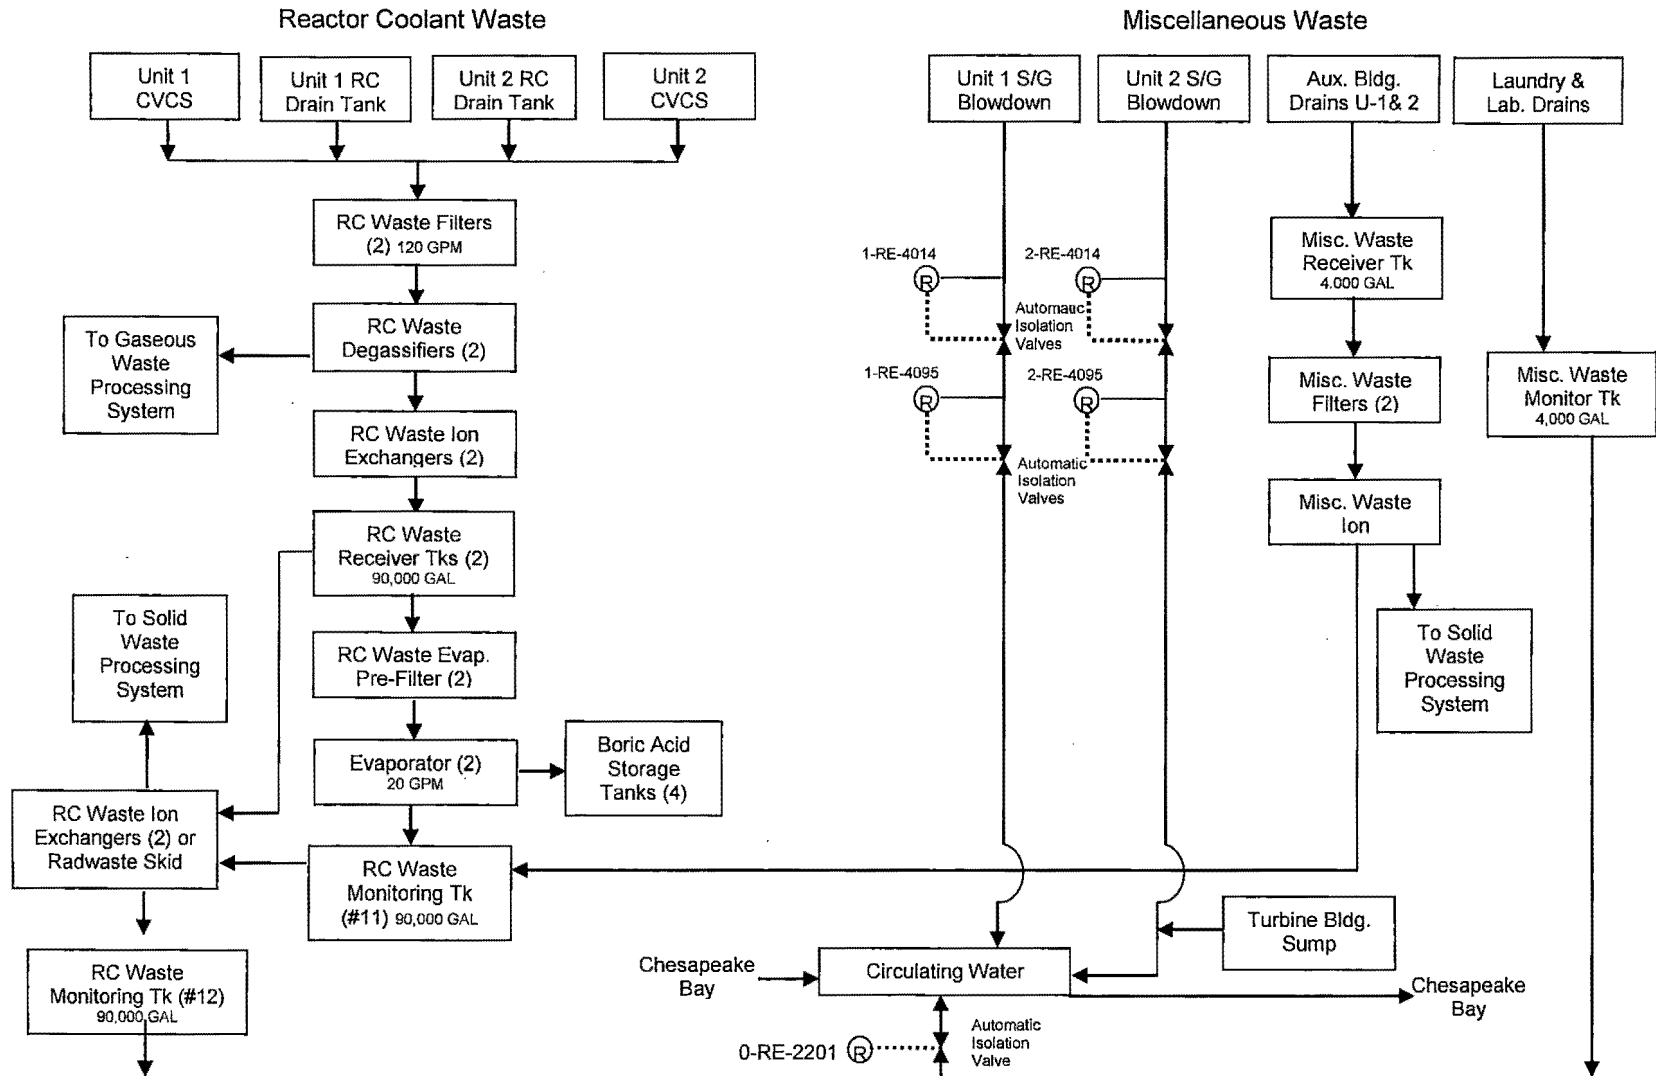 Reactor Coolant Waste
Miscellaneous Waste
Unit 1
CVCS
Unit 1 RC
Drain Tank
Unit 2 RC
Drain Tank
Unit 2
CVCS
Unit 1 S/G
Blowdown
Unit 2 S/G
Blowdown
Aux. Bldg.
Drains U-1& 2
Laundry &
Lab. Drains
RC Waste Filters
(2) 120 GPM
RC Waste
Degassifiers (2)
To Gaseous
Waste
Processing
System
RC Waste Ion
Exchangers (2)
RC Waste
Receiver Tks (2)
90,000 GAL
To Solid
Waste
Processing
System
RC Waste Evap.
Pre-Filter (2)
Evaporator (2)
20 GPM
Boric Acid
Storage
Tanks (4)
RC Waste Ion
Exchangers (2) or
Radwaste Skid
RC Waste
Monitoring Tk
(#11) 90,000 GAL
RC Waste
Monitoring Tk (#12)
90,000 GAL
1-RE-4014
R
2-RE-4014
R
Automatic
Isolation
Valves
1-RE-4095
R
2-RE-4095
R
Automatic
Isolation
Valves
Misc. Waste
Receiver Tk
4.000 GAL
Misc. Waste
Filters (2)
Misc. Waste
Monitor Tk
4,000 GAL
Misc. Waste
Ion
To Solid
Waste
Processing
System
Turbine Bldg.
Sump
Chesapeake
Bay
Circulating Water
Chesapeake
Bay
Automatic
Isolation
Valve
0-RE-2201 R